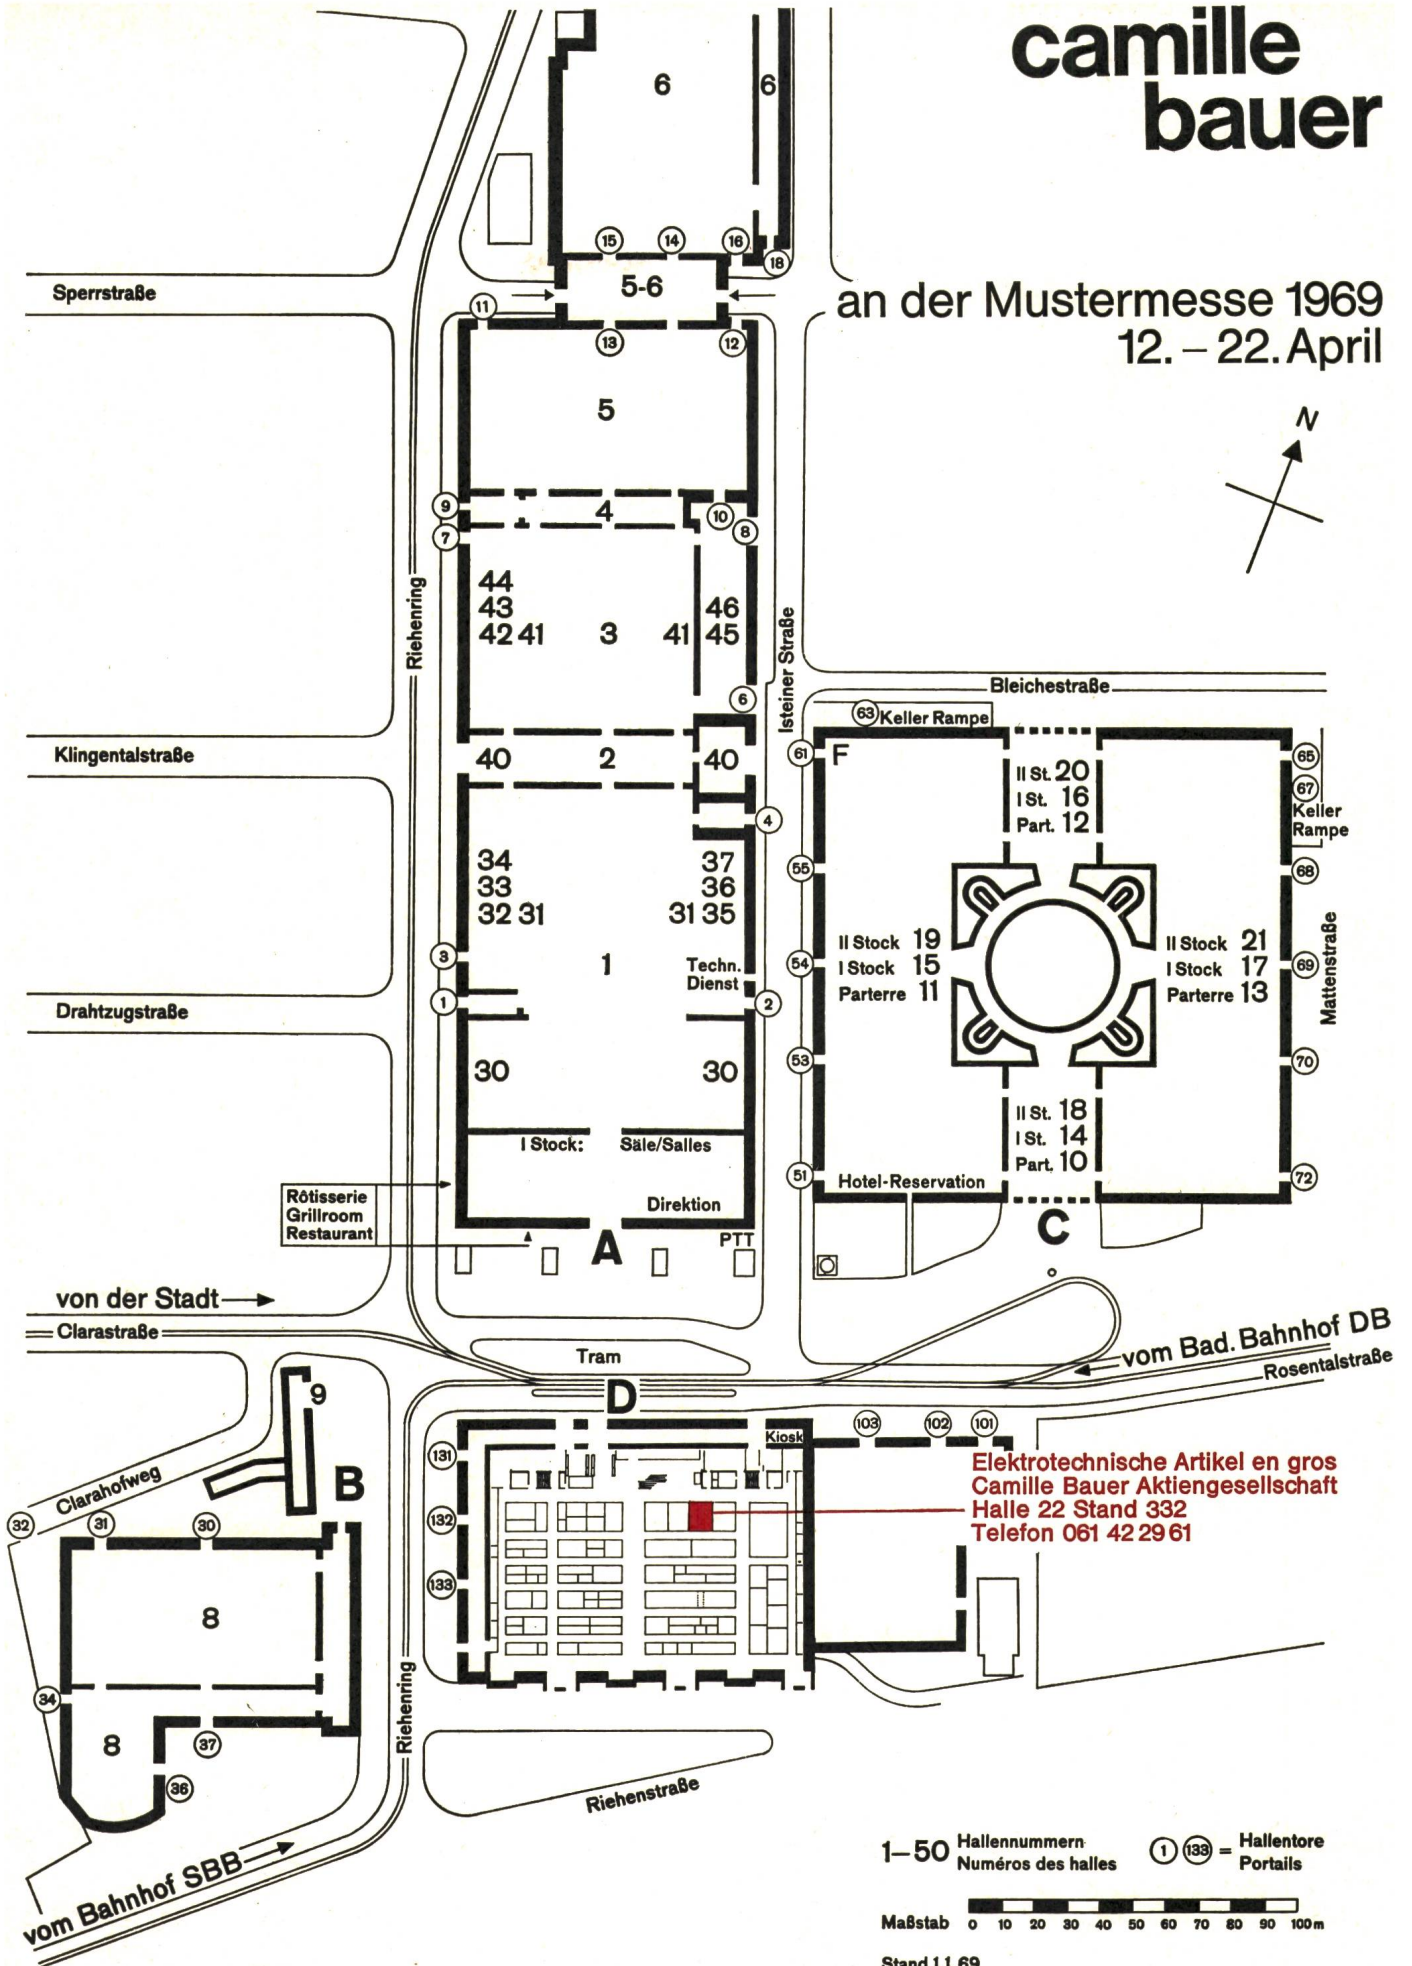 camille
bauer
an der Mustermesse 1969
12. – 22. April
N
6
6
15
14
16
18
Sperrstraße
11
5-6
13
12
5
9
7
4
10
8
Riehenring
44
43
42 41
3
41
46
45
6
Isteiner Straße
Bleichestraße
63
Keller Rampe
Klingentalstraße
40
2
40
4
61
F
II St. 20
I St. 16
Part. 12
65
67
Keller
Rampe
34
33
32 31
37
36
31 35
55
68
3
1
Techn.
Dienst
1
2
Drahtzugstraße
II Stock 19
I Stock 15
Parterre 11
II Stock 21
I Stock 17
Parterre 13
54
69
Mattenstraße
30
30
53
70
II St. 18
I St. 14
Part. 10
I Stock: Säle/Salles
51
Hotel-Reservation
72
Rôtisserie
Grillroom
Restaurant
Direktion
A
PTT
C
von der Stadt
Clarastraße
Tram
vom Bad. Bahnhof DB
Rosentalstraße
D
9
B
Clarahofweg
Kiosk
103
102
101
131
132
133
Elektrotechnische Artikel en gros
Camille Bauer Aktiengesellschaft
Halle 22 Stand 332
Telefon 061 42 29 61
32
31
30
8
34
8
37
36
Riehenring
Riehenstraße
vom Bahnhof SBB
1–50 Hallennummern
Numéros des halles
1 133 = Hallentore
Portails
Maßstab 0 10 20 30 40 50 60 70 80 90 100m
Stand 1.1.69